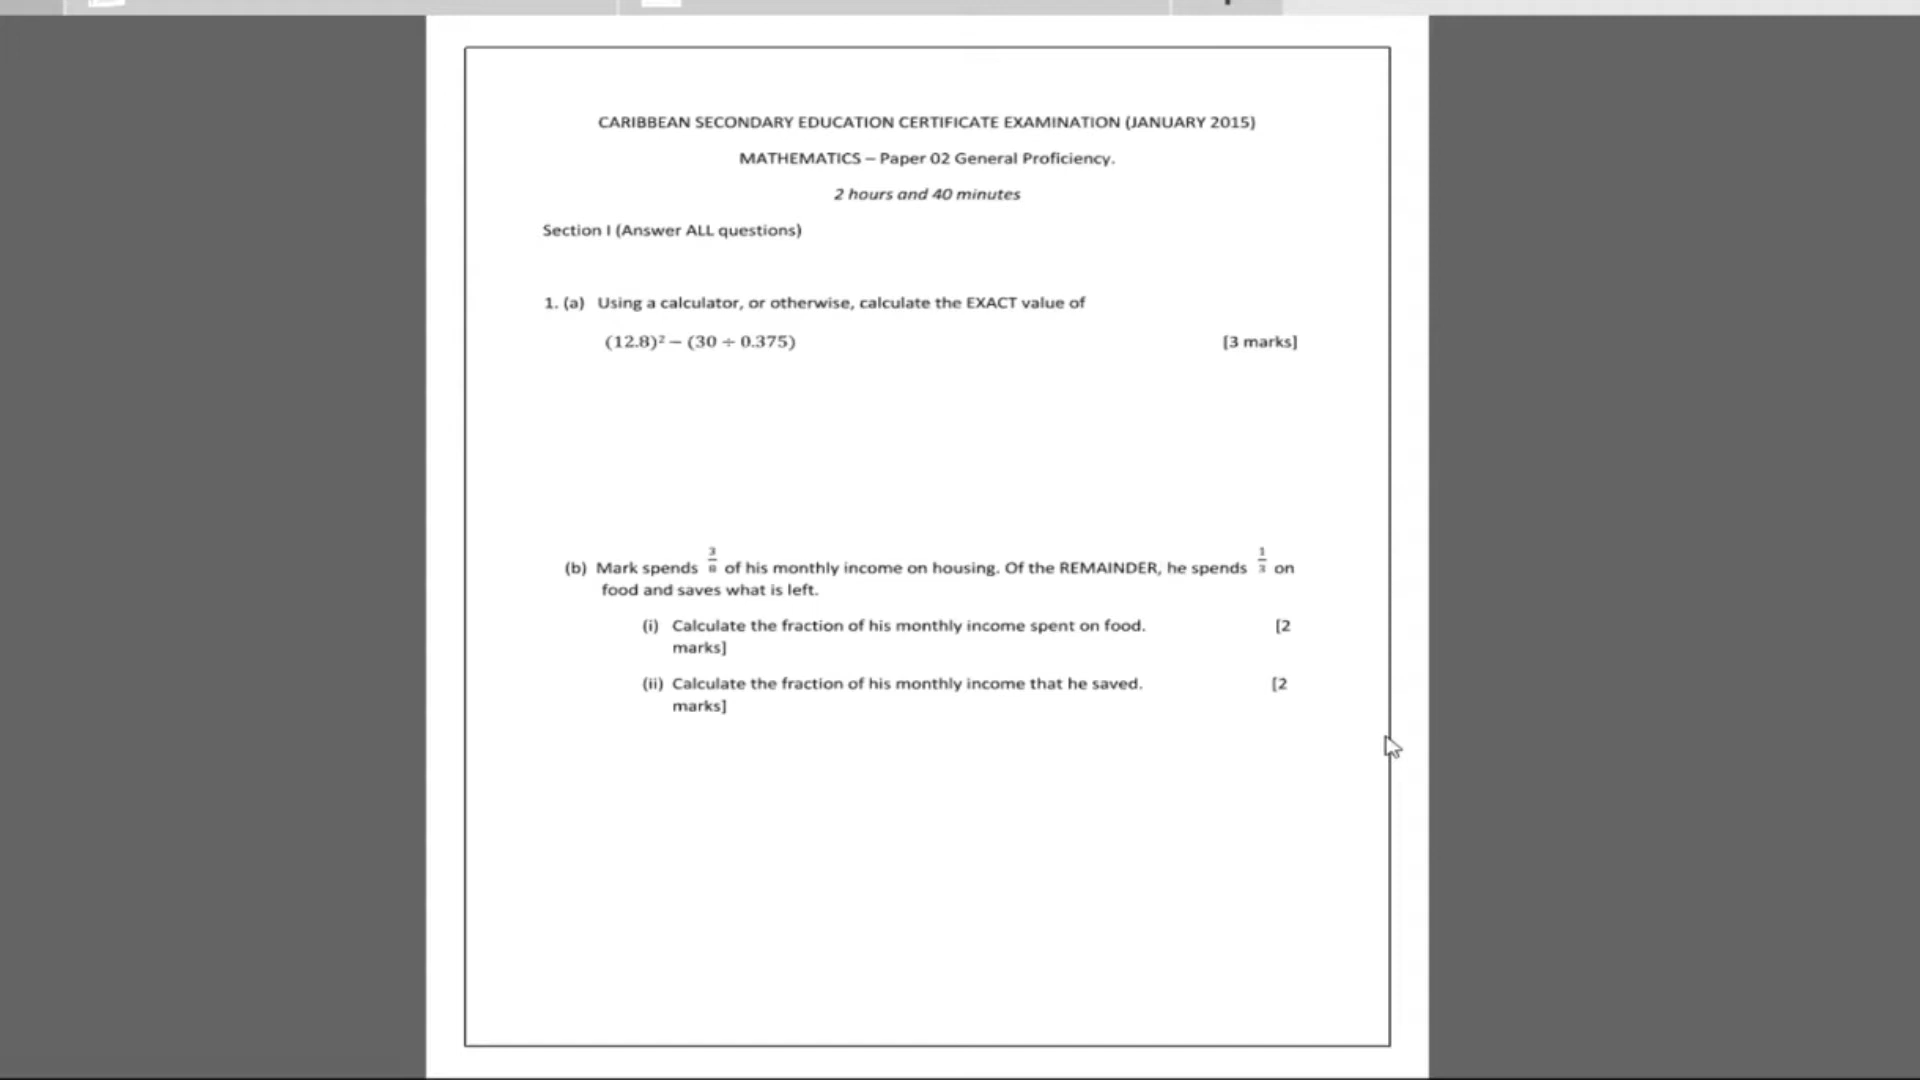 CARIBBEAN SECONDARY EDUCATION CERTIFICATE EXAMINATION (JANUARY 2015)
MATHEMATICS – Paper 02 General Proficiency.
2 hours and 40 minutes
Section I (Answer ALL questions)
1. (a) Using a calculator, or otherwise, calculate the EXACT value of
(12.8)² – (30 ÷ 0.375) [3 marks]
(b) Mark spends 3/8 of his monthly income on housing. Of the REMAINDER, he spends 1/3 on
food and saves what is left.
(i) Calculate the fraction of his monthly income spent on food. [2
marks]
(ii) Calculate the fraction of his monthly income that he saved. [2
marks]